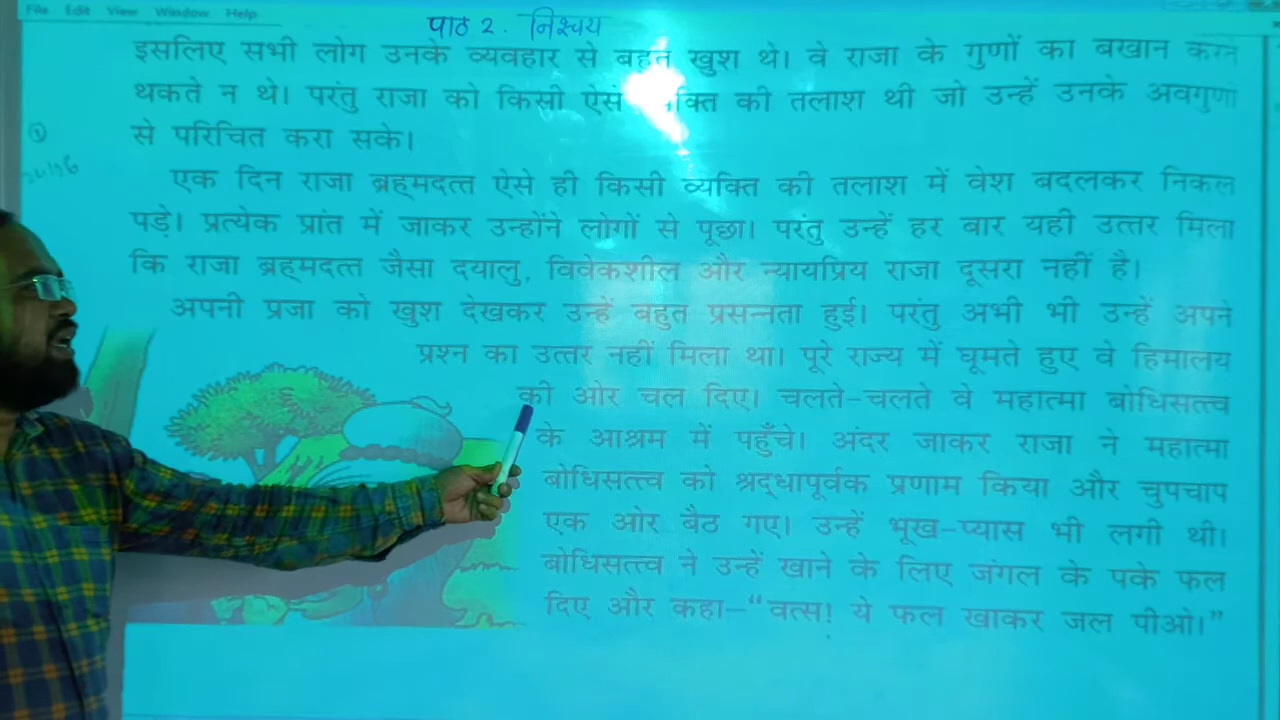 File Edit View Window Help
पाठ 2. निश्चय
इसलिए सभी लोग उनके व्यवहार से बहुत खुश थे। वे राजा के गुणों का बखान करते
थकते न थे। परंतु राजा को किसी ऐसे की तलाश थी जो उन्हें उनके अवगुणों
से परिचित करा सके।
एक दिन राजा ब्रह्मदत्त ऐसे ही किसी व्यक्ति की तलाश में वेश बदलकर निकल
पड़े। प्रत्येक प्रांत में जाकर उन्होंने लोगों से पूछा। परंतु उन्हें हर बार यही उत्तर मिला
कि राजा ब्रह्मदत्त जैसा दयालु, विवेकशील और न्यायप्रिय राजा दूसरा नहीं है।
अपनी प्रजा को खुश देखकर उन्हें बहुत प्रसन्नता हुई। परंतु अभी भी उन्हें अपने
प्रश्न का उत्तर नहीं मिला था। पूरे राज्य में घूमते हुए वे हिमालय
की ओर चल दिए। चलते-चलते वे महात्मा बोधिसत्त्व
के आश्रम में पहुँचे। अंदर जाकर राजा ने महात्मा
बोधिसत्त्व को श्रद्धापूर्वक प्रणाम किया और चुपचाप
एक ओर बैठ गए। उन्हें भूख-प्यास भी लगी थी।
बोधिसत्त्व ने उन्हें खाने के लिए जंगल के पके फल
दिए और कहा-“वत्स! ये फल खाकर जल पीओ।”